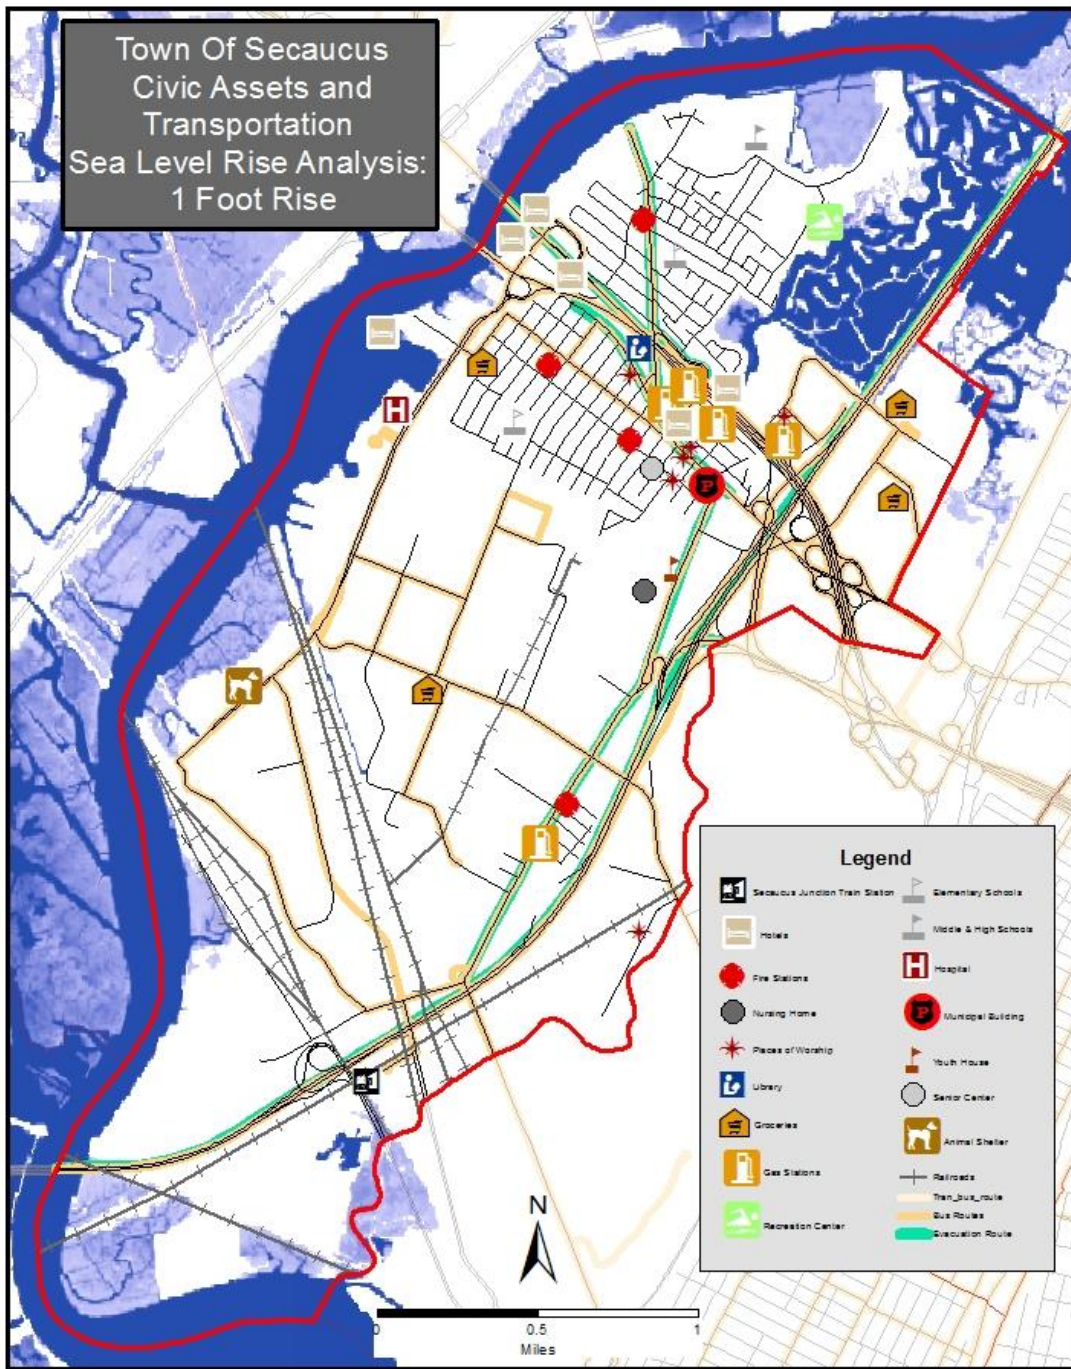 Town Of Secaucus
Civic Assets and
Transportation
Sea Level Rise Analysis:
1 Foot Rise
H
P
Legend
Secaucus Junction Train Station
Elementary Schools
Hotels
Middle & High Schools
H
Hospital
Fire Stations
Nursing Home
P
Municipal Building
Places of Worship
Youth House
Library
Senior Center
Groceries
Animal Shelter
Gas Stations
Railroads
Tran_bus_route
Bus Routes
Recreation Center
Evacuation Route
N
0 0.5 1
Miles